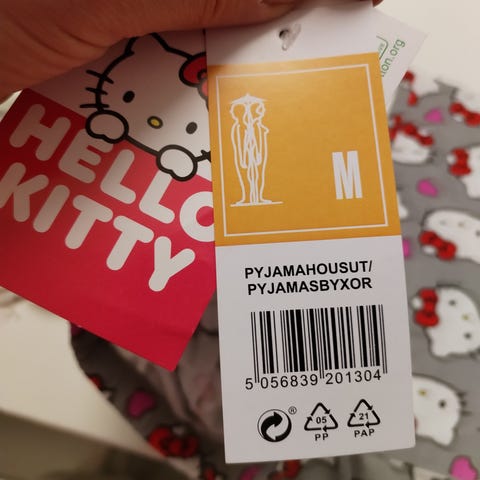 HELLO
KITTY
M
PYJAMAHOUSUT/
PYJAMASBYXOR
5 056839 201304
®
05
PP
21
PAP